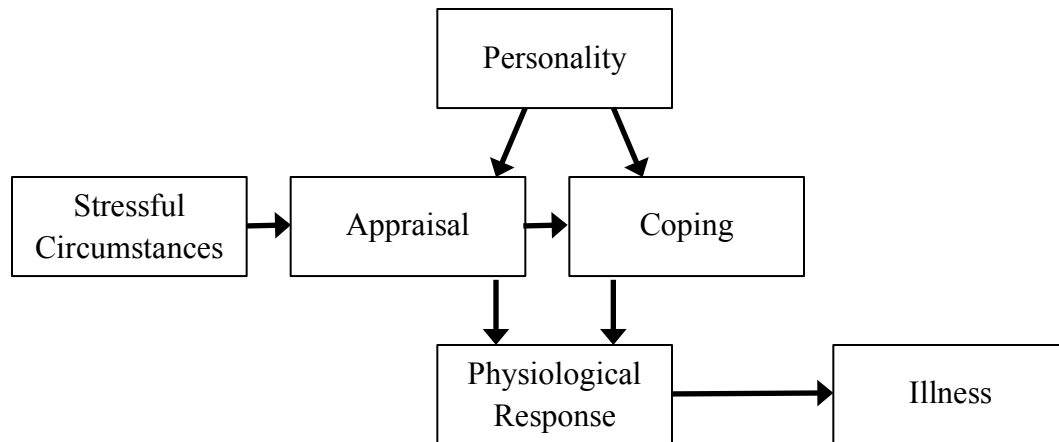 Personality
Stressful
Circumstances
Appraisal
Coping
Physiological
Response
Illness